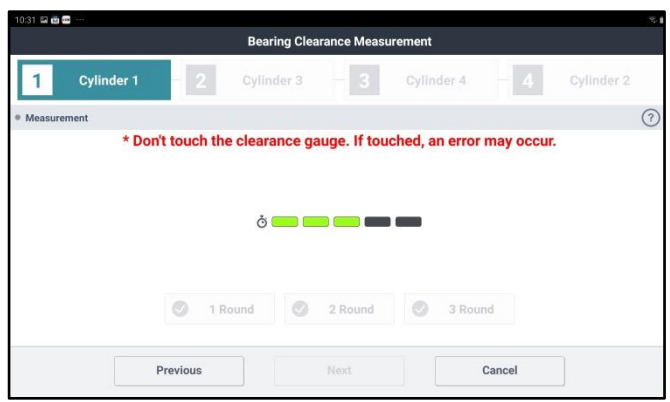 10:31
Bearing Clearance Measurement
1 Cylinder 1 2 Cylinder 3 3 Cylinder 4 4 Cylinder 2
Measurement ?
* Don't touch the clearance gauge. If touched, an error may occur.
1 Round 2 Round 3 Round
Previous Next Cancel